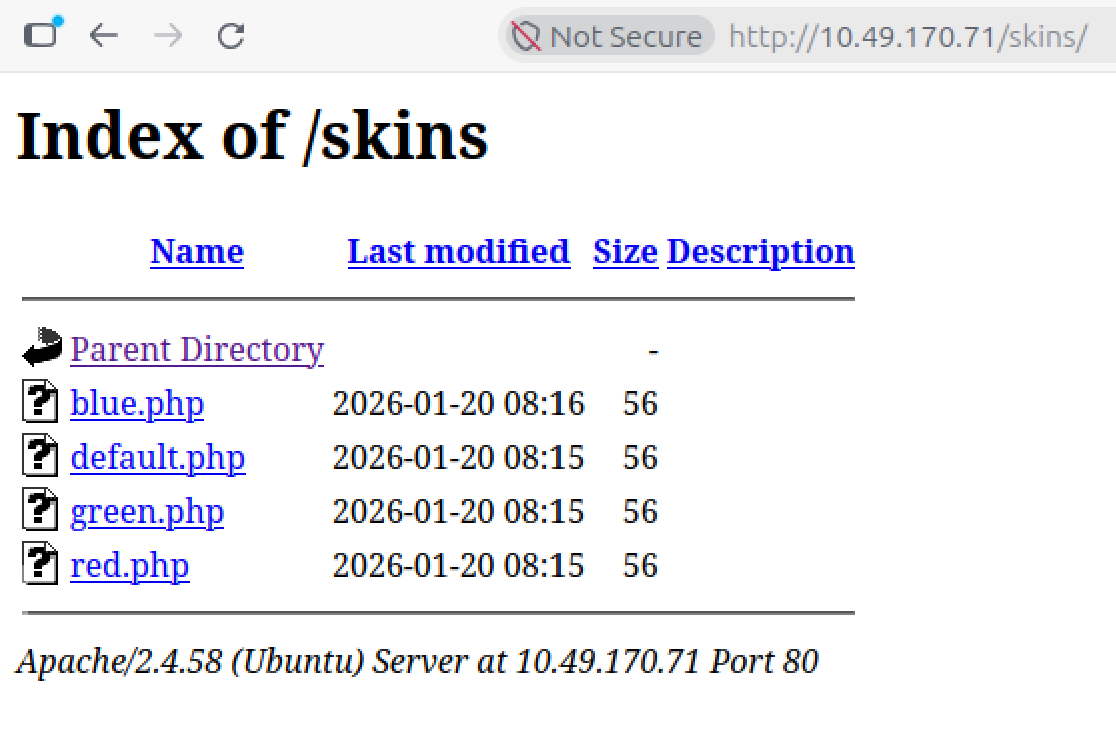 Not Secure http://10.49.170.71/skins/
Index of /skins
Name Last modified Size Description
Parent Directory -
blue.php 2026-01-20 08:16 56
default.php 2026-01-20 08:15 56
green.php 2026-01-20 08:15 56
red.php 2026-01-20 08:15 56
Apache/2.4.58 (Ubuntu) Server at 10.49.170.71 Port 80